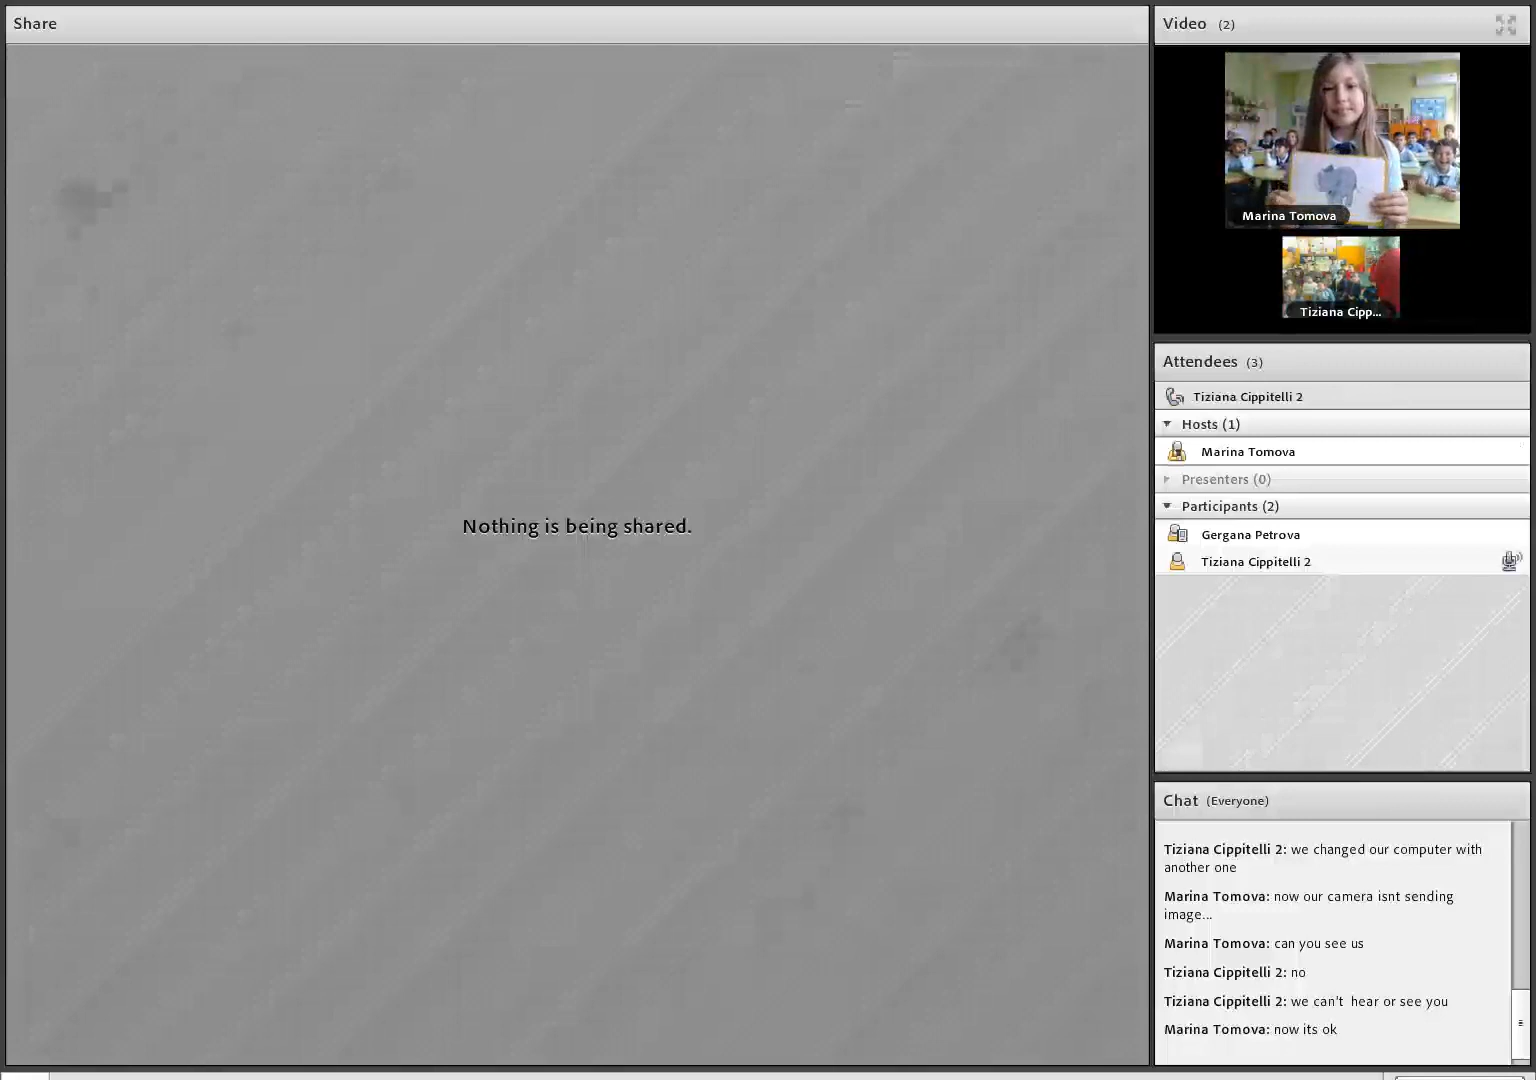 Share
Nothing is being shared.
Video (2)
Marina Tomova
Tiziana Cipp...
Attendees (3)
Tiziana Cippitelli 2
Hosts (1)
Marina Tomova
Presenters (0)
Participants (2)
Gergana Petrova
Tiziana Cippitelli 2
Chat (Everyone)
Tiziana Cippitelli 2: we changed our computer with
another one
Marina Tomova: now our camera isnt sending
image...
Marina Tomova: can you see us
Tiziana Cippitelli 2: no
Tiziana Cippitelli 2: we can't hear or see you
Marina Tomova: now its ok